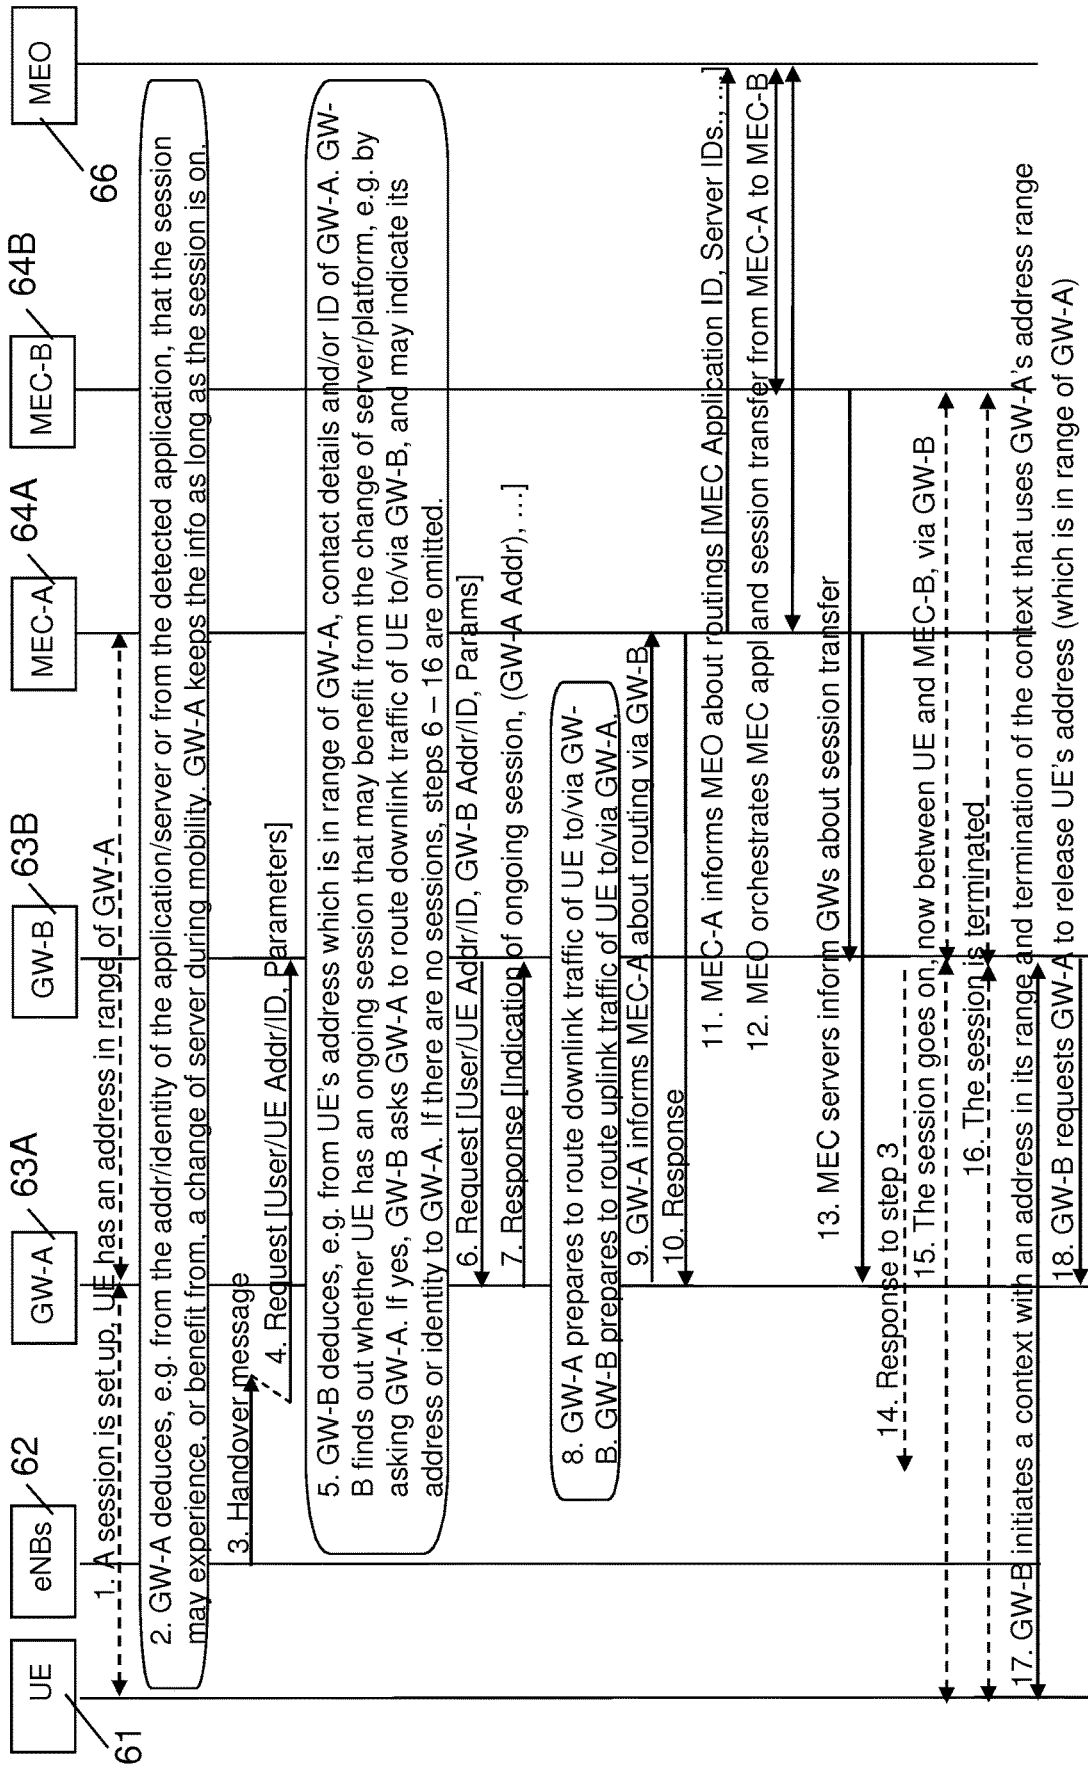 UE
eNBs
GW-A
GW-B
MEC-A
MEC-B
MEO
61
62
63A
63B
64A
64B
66
1. A session is set up, UE has an address in range of GW-A
2. GW-A deduces, e.g. from the addr/identity of the application/server or from the detected application, that the session
may experience, or benefit from, a change of server during mobility. GW-A keeps the info as long as the session is on.
3. Handover message
4. Request [User/UE Addr/ID, Parameters]
5. GW-B deduces, e.g. from UE's address which is in range of GW-A, contact details and/or ID of GW-A. GW-
B finds out whether UE has an ongoing session that may benefit from the change of server/platform, e.g. by
asking GW-A. If yes, GW-B asks GW-A to route downlink traffic of UE to/via GW-B, and may indicate its
address or identity to GW-A. If there are no sessions, steps 6 – 16 are omitted.
6. Request [User/UE Addr/ID, GW-B Addr/ID, Params]
7. Response [Indication of ongoing session, (GW-A Addr), …]
8. GW-A prepares to route downlink traffic of UE to/via GW-
B. GW-B prepares to route uplink traffic of UE to/via GW-A.
9. GW-A informs MEC-A about routing via GW-B
10. Response
11. MEC-A informs MEO about routings [MEC Application ID, Server IDs., …]
12. MEO orchestrates MEC appl and session transfer from MEC-A to MEC-B
13. MEC servers inform GWs about session transfer
14. Response to step 3
15. The session goes on, now between UE and MEC-B, via GW-B
16. The session is terminated
17. GW-B initiates a context with an address in its range and termination of the context that uses GW-A's address range
18. GW-B requests GW-A to release UE's address (which is in range of GW-A)